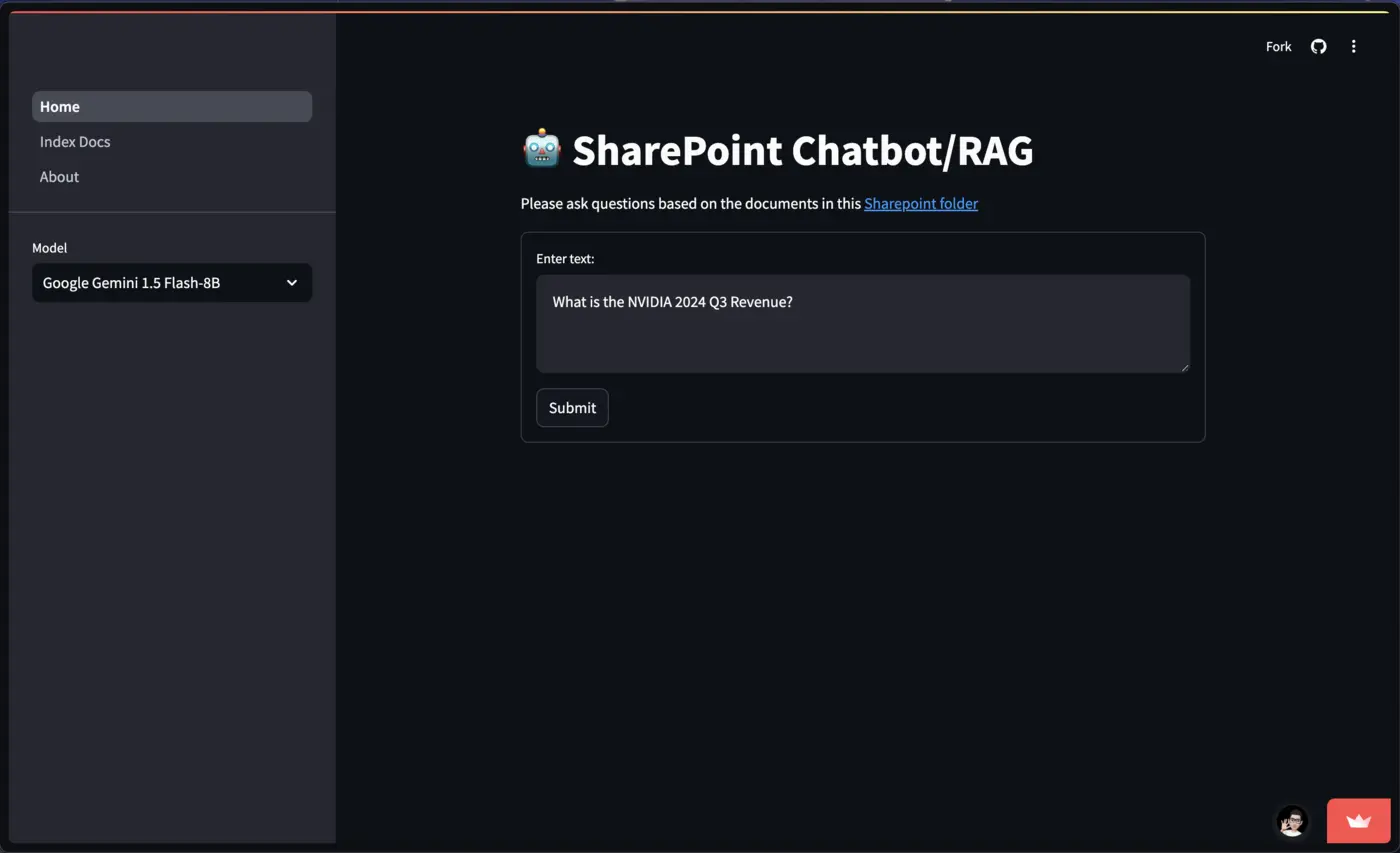 Fork
Home
Index Docs
About
Model
Google Gemini 1.5 Flash-8B
SharePoint Chatbot/RAG
Please ask questions based on the documents in this Sharepoint folder
Enter text:
What is the NVIDIA 2024 Q3 Revenue?
Submit